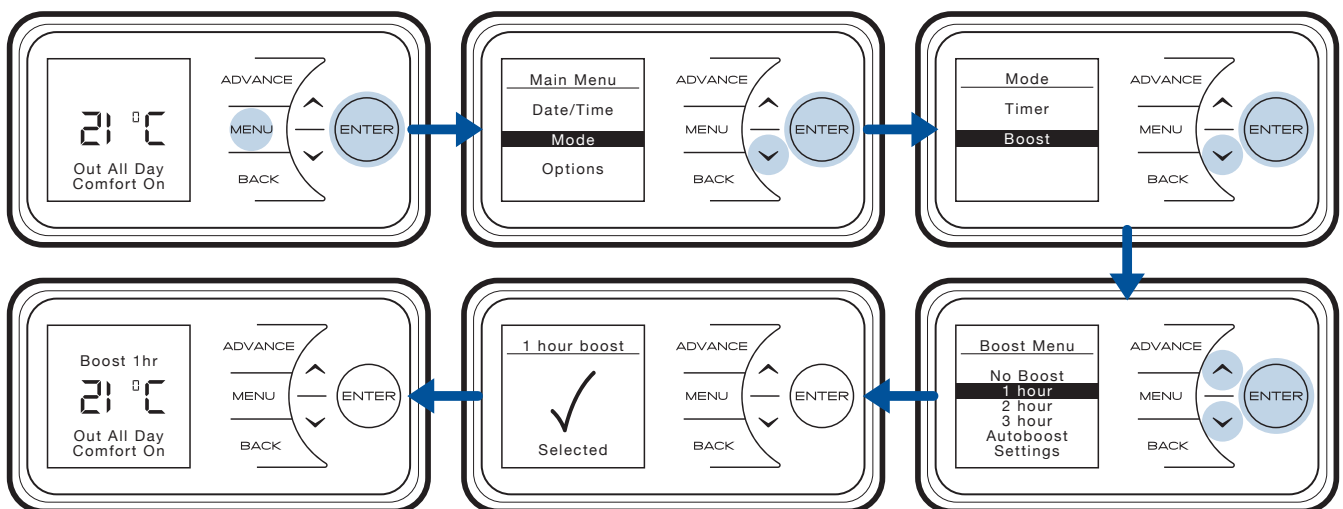 21 °C
Out All Day
Comfort On
ADVANCE
MENU
BACK
ENTER
Main Menu
Date/Time
Mode
Options
ADVANCE
MENU
BACK
ENTER
Mode
Timer
Boost
ADVANCE
MENU
BACK
ENTER
Boost 1hr
21 °C
Out All Day
Comfort On
ADVANCE
MENU
BACK
ENTER
1 hour boost
Selected
ADVANCE
MENU
BACK
ENTER
Boost Menu
No Boost
1 hour
2 hour
3 hour
Autoboost
Settings
ADVANCE
MENU
BACK
ENTER